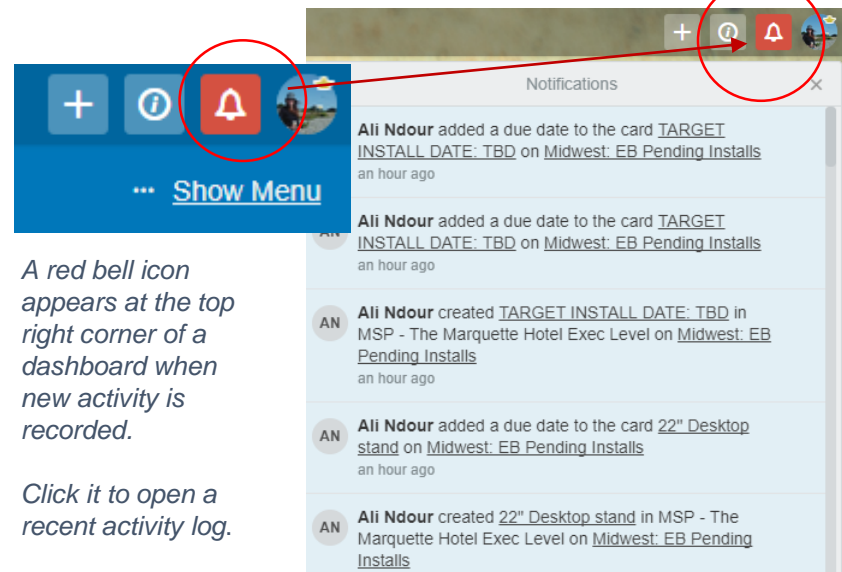 Notifications
Ali Ndour added a due date to the card TARGET
INSTALL DATE: TBD on Midwest: EB Pending Installs
an hour ago
... Show Menu
AN
Ali Ndour added a due date to the card TARGET
INSTALL DATE: TBD on Midwest: EB Pending Installs
an hour ago
A red bell icon
appears at the top
right corner of a
dashboard when
new activity is
recorded.
Click it to open a
recent activity log.
AN
Ali Ndour created TARGET INSTALL DATE: TBD in
MSP - The Marquette Hotel Exec Level on Midwest: EB
Pending Installs
an hour ago
AN
Ali Ndour added a due date to the card 22" Desktop
stand on Midwest: EB Pending Installs
an hour ago
AN
Ali Ndour created 22" Desktop stand in MSP - The
Marquette Hotel Exec Level on Midwest: EB Pending
Installs